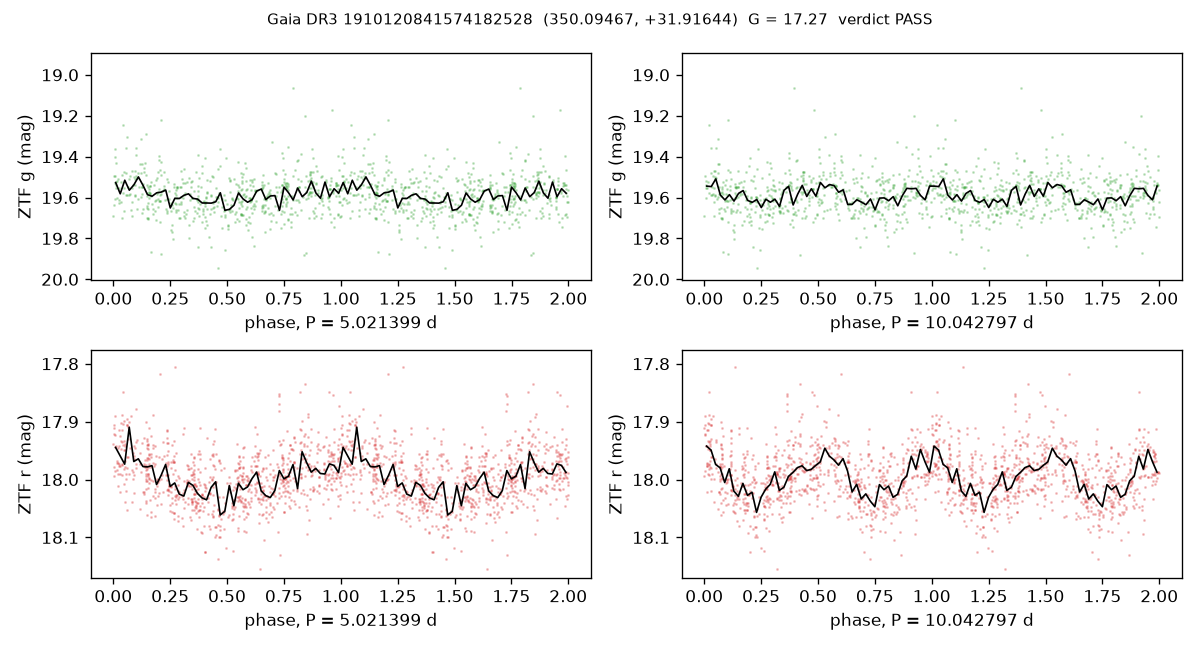 Gaia DR3 1910120841574182528  (350.09467, +31.91644)  G = 17.27  verdict PASS
ZTF g (mag)
19.0
19.2
19.4
19.6
19.8
20.0
0.00 0.25 0.50 0.75 1.00 1.25 1.50 1.75 2.00
phase, P = 5.021399 d
ZTF g (mag)
19.0
19.2
19.4
19.6
19.8
20.0
0.00 0.25 0.50 0.75 1.00 1.25 1.50 1.75 2.00
phase, P = 10.042797 d
ZTF r (mag)
17.8
17.9
18.0
18.1
0.00 0.25 0.50 0.75 1.00 1.25 1.50 1.75 2.00
phase, P = 5.021399 d
ZTF r (mag)
17.8
17.9
18.0
18.1
0.00 0.25 0.50 0.75 1.00 1.25 1.50 1.75 2.00
phase, P = 10.042797 d